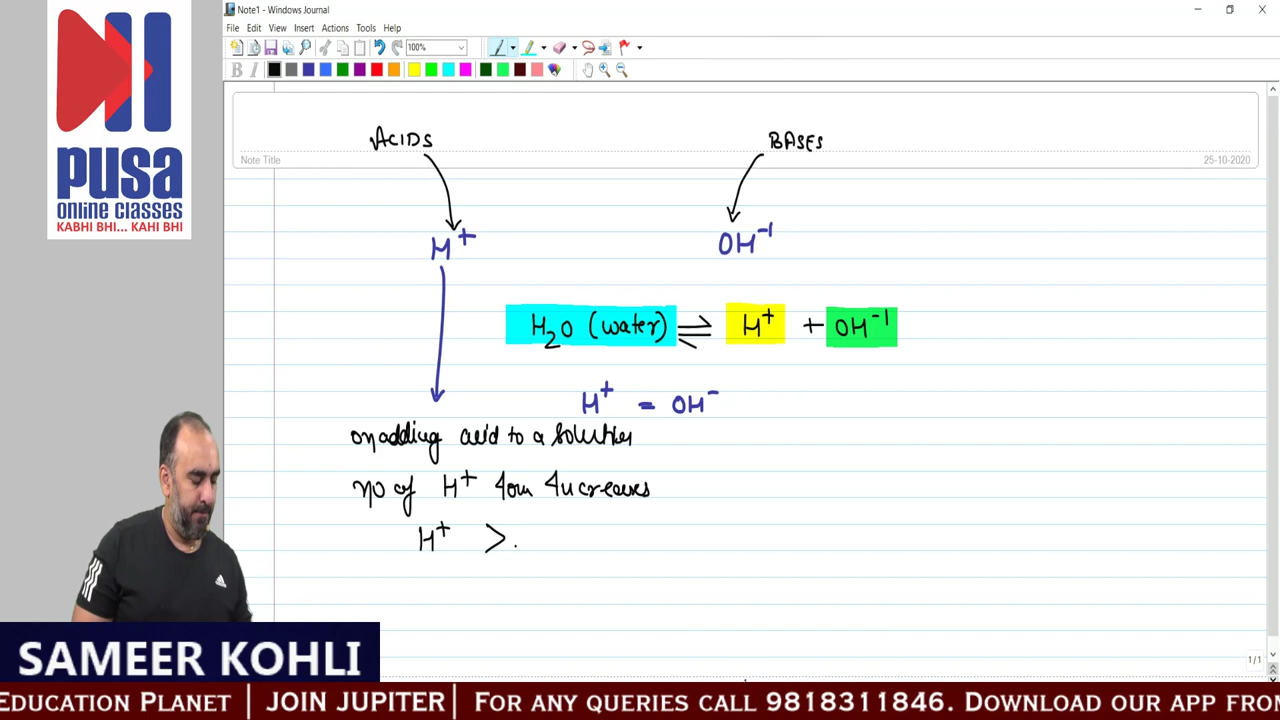 Note1 - Windows Journal
File Edit View Insert Actions Tools Help
100%
B I
PUSA
ONLINE CLASSES
KABHI BHI... KAHI BHI
ACIDS
BASES
Note Title
25-10-2020
H+
OH-1
H2O (water) ⇌ H+ + OH-1
H+ = OH-
on adding acid to a solution
no of H+ ion increases
H+ >
1/1
SAMEER KOHLI
EDUCATION PLANET | JOIN JUPITER | FOR ANY QUERIES CALL 9818311846. DOWNLOAD OUR APP FROM